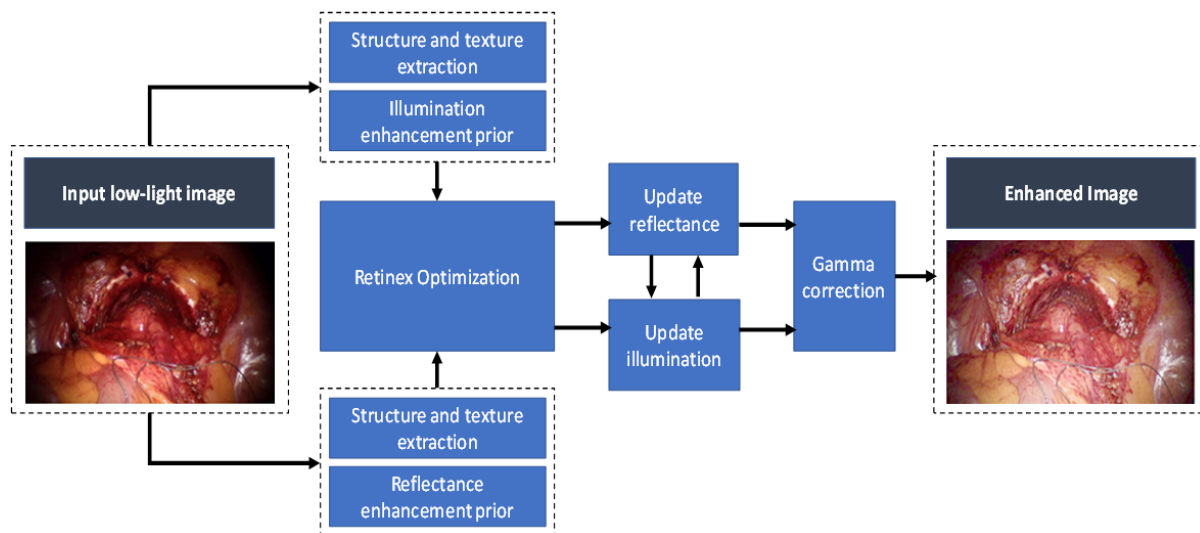 Structure and texture
extraction
Illumination
enhancement prior
Input low-light image
Retinex Optimization
Update
reflectance
Update
illumination
Gamma
correction
Enhanced Image
Structure and texture
extraction
Reflectance
enhancement prior